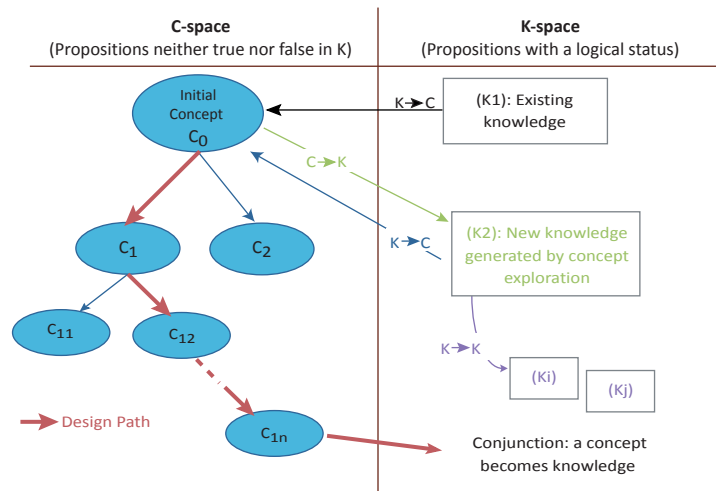 C-space
(Propositions neither true nor false in K)
K-space
(Propositions with a logical status)
Initial
Concept
C0
K→C
(K1): Existing
knowledge
C→K
K→C
(K2): New knowledge
generated by concept
exploration
C1
C2
C11
C12
K→K
(Ki)
(Kj)
Design Path
C1n
Conjunction: a concept
becomes knowledge